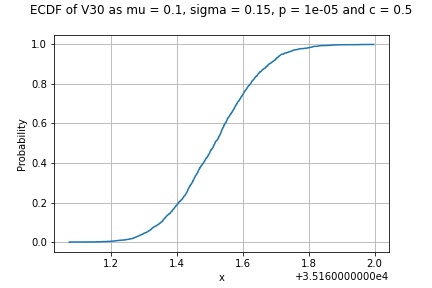 ECDF of V30 as mu = 0.1, sigma = 0.15, p = 1e-05 and c = 0.5
1.0
0.8
0.6
0.4
0.2
0.0
Probability
1.2 1.4 1.6 1.8 2.0
x
+3.5160000000e4